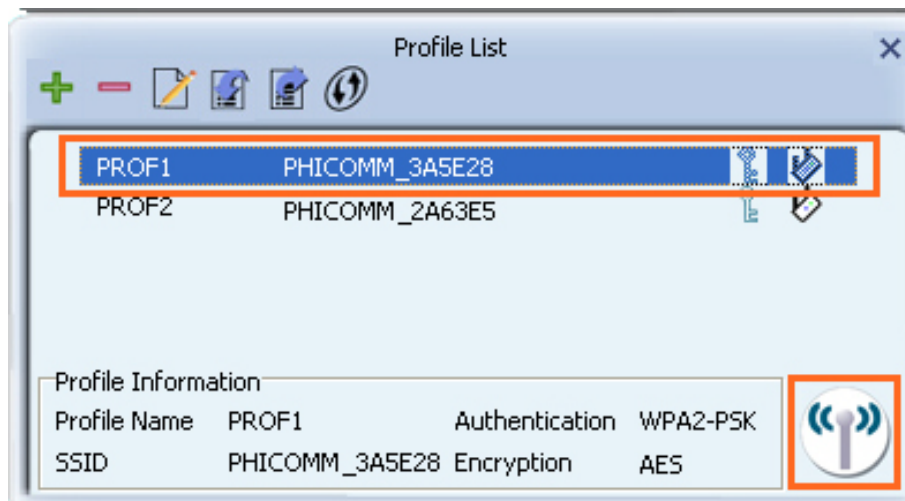 Profile List
PROF1 PHICOMM_3A5E28
PROF2 PHICOMM_2A63E5
Profile Information
Profile Name PROF1 Authentication WPA2-PSK
SSID PHICOMM_3A5E28 Encryption AES